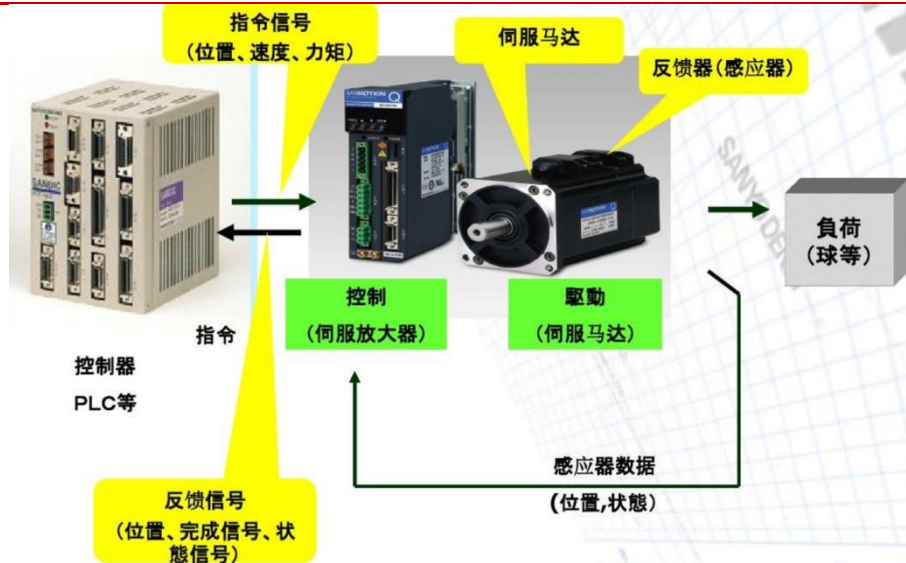 指令信号
（位置、速度、力矩）
伺服马达
反馈器（感应器）
SANMOTION
SANYO DENKI
負荷
（球等）
控制
（伺服放大器）
駆動
（伺服马达）
指令
控制器
PLC等
感应器数据
(位置,状態）
反馈信号
（位置、完成信号、状
態信号）